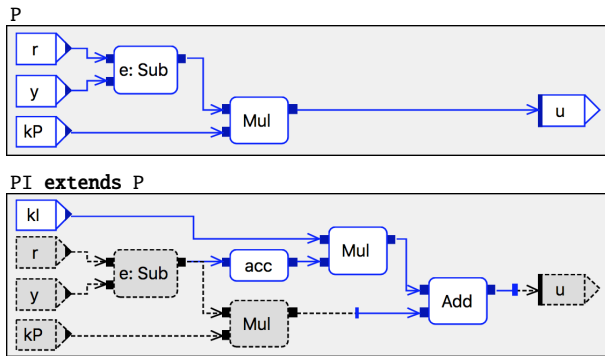 P
r
y
kP
e: Sub
Mul
u
PI extends P
kI
r
y
kP
e: Sub
acc
Mul
Mul
Add
u